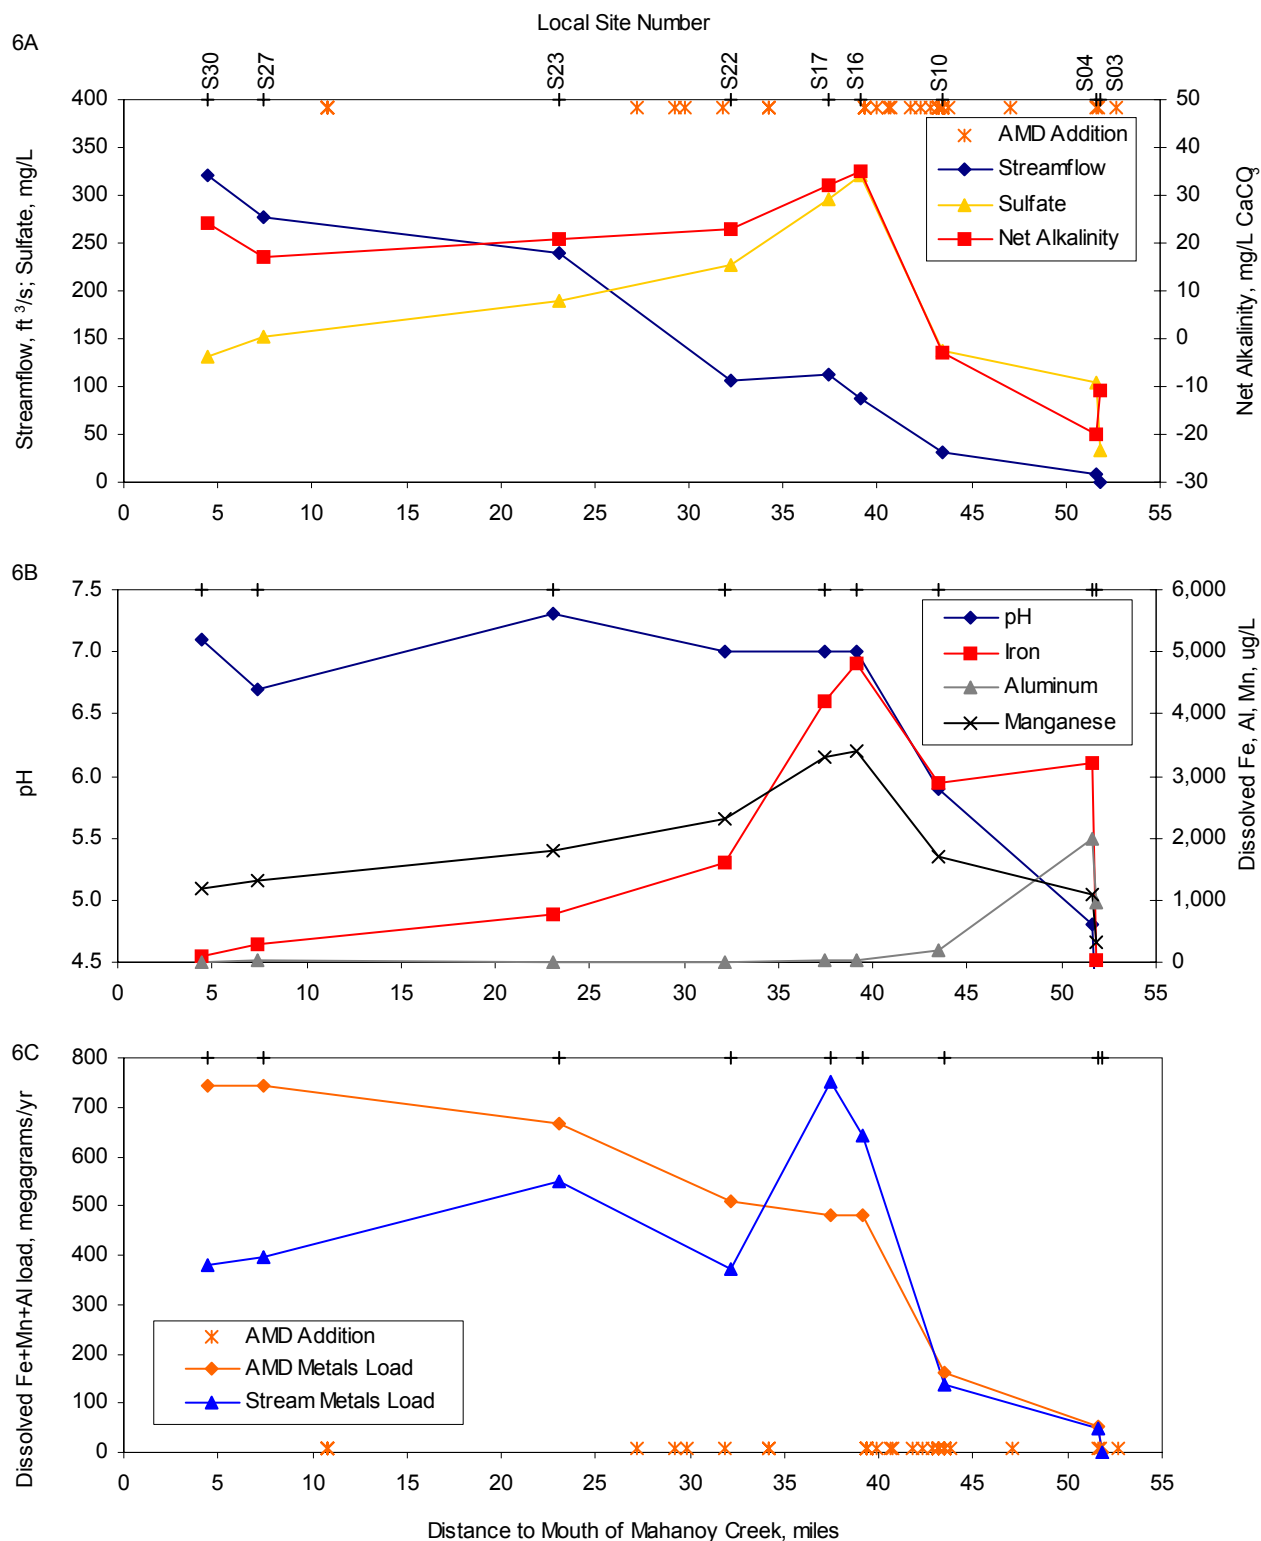 Local Site Number
6A
S30 S27 S23 S22 S17 S16 S10 S04 S03
400 350 300 250 200 150 100 50 0
Streamflow, ft 3/s; Sulfate, mg/L
50 40 30 20 10 0 -10 -20 -30
Net Alkalinity, mg/L CaCO3
AMD Addition
Streamflow
Sulfate
Net Alkalinity
0 5 10 15 20 25 30 35 40 45 50 55
6B
7.5 7.0 6.5 6.0 5.5 5.0 4.5
pH
6,000 5,000 4,000 3,000 2,000 1,000 0
Dissolved Fe, Al, Mn, ug/L
pH
Iron
Aluminum
Manganese
0 5 10 15 20 25 30 35 40 45 50 55
6C
800 700 600 500 400 300 200 100 0
Dissolved Fe+Mn+Al load, megagrams/yr
AMD Addition
AMD Metals Load
Stream Metals Load
0 5 10 15 20 25 30 35 40 45 50 55
Distance to Mouth of Mahanoy Creek, miles